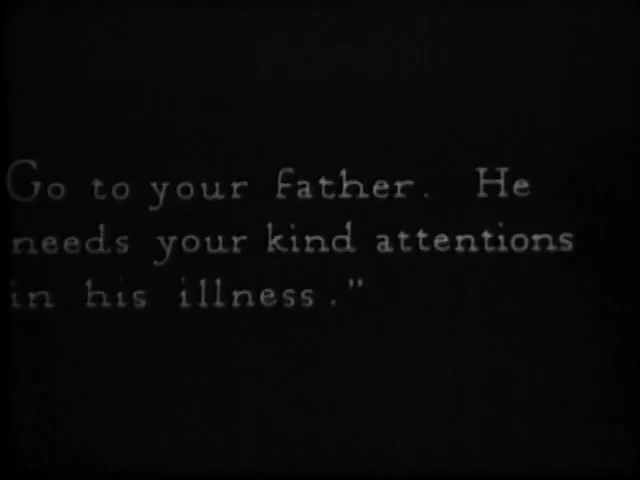 Go to your father. He
needs your kind attentions
in his illness."